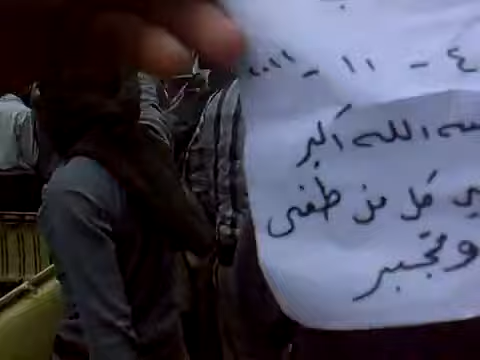 ٤ - ١١ - ٢٠١١
الله أكبر
كل من طغى
وتجبر